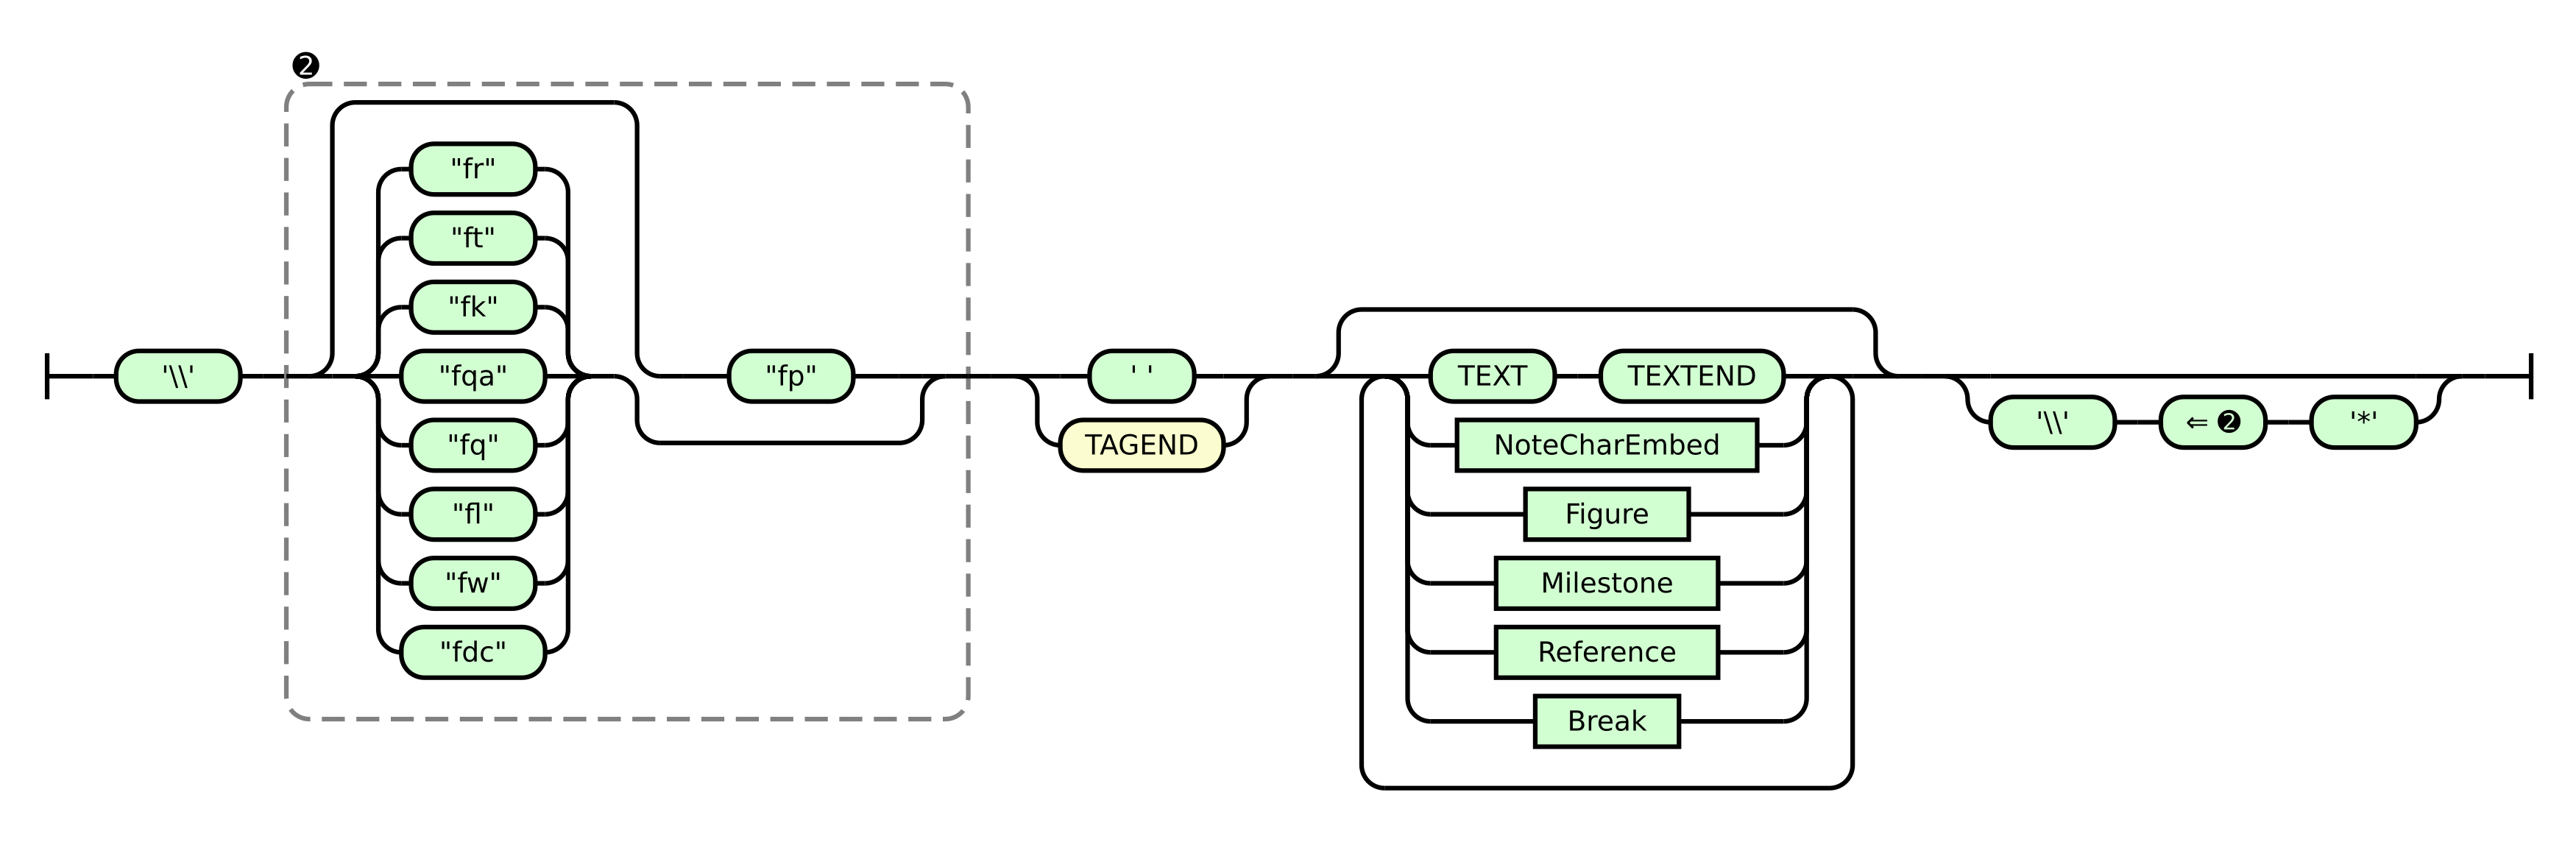 ❷
"fr"
"ft"
"fk"
'\\' "fqa" "fp" ' ' TEXT TEXTEND
"fq" TAGEND NoteCharEmbed '\\' ⇐ ❷ '*'
"fl" Figure
"fw" Milestone
"fdc" Reference
Break